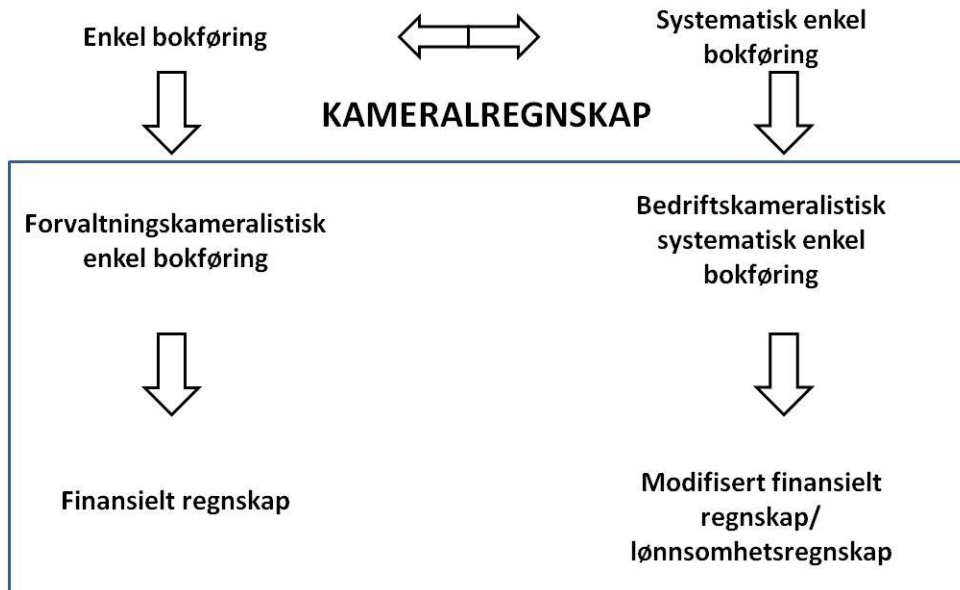 Enkel bokføring
Systematisk enkel
bokføring
KAMERALREGNSKAP
Forvaltningskameralistisk
enkel bokføring
Bedriftskameralistisk
systematisk enkel
bokføring
Finansielt regnskap
Modifisert finansielt
regnskap/
lønnsomhetsregnskap